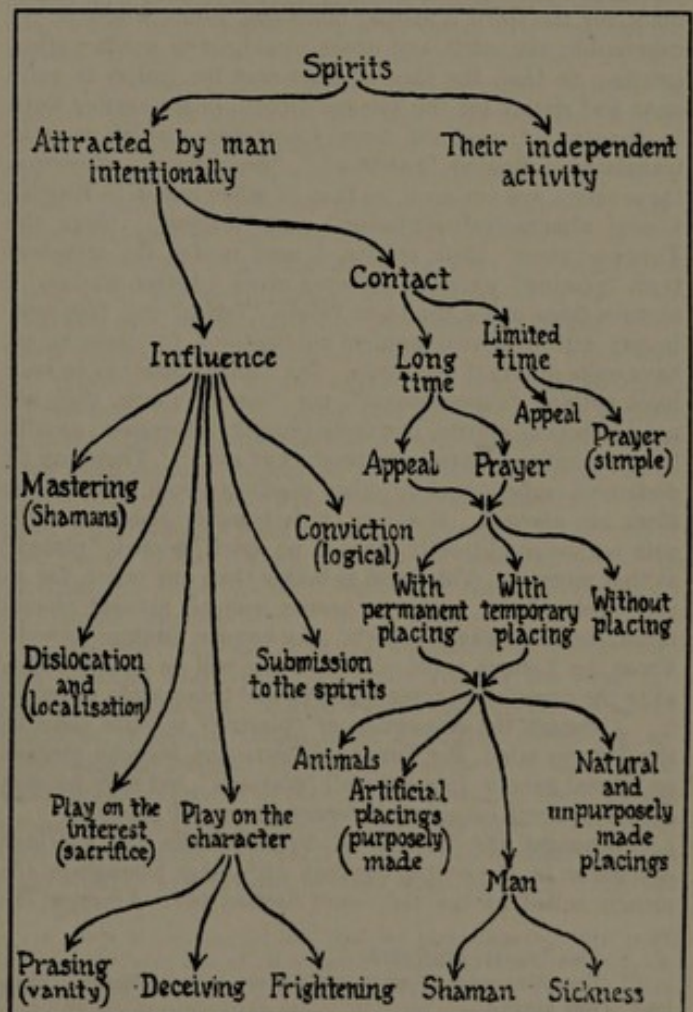 Spirits
Attracted by man
intentionally
Their independent
activity
Contact
Influence
Long
time
Limited
time
Appeal
Prayer
(simple)
Appeal
Prayer
Mastering
(Shamans)
Conviction
(logical)
With
permanent
placing
With
temporary
placing
Without
placing
Dislocation
and
(localisation)
Submission
to the spirits
Animals
Artificial
placings
(purposely
made)
Natural
and
unpurposely
made
placings
Play on the
interest
(sacrifice)
Play on the
character
Man
Prasing
(vanity)
Deceiving
Frightening
Shaman
Sickness